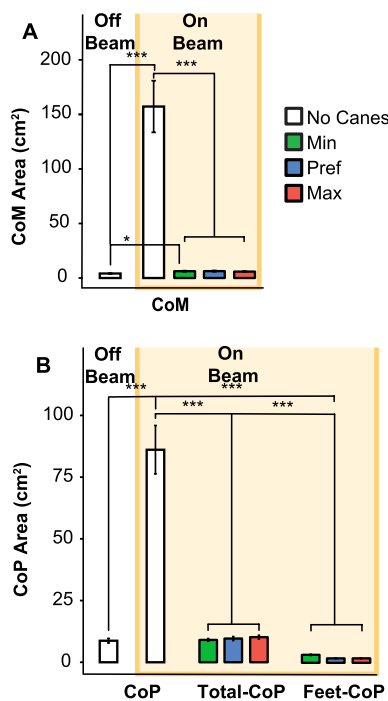 A
Off
Beam
On
Beam
***
***
*
200
150
100
50
0
CoM Area (cm²)
CoM
No Canes
Min
Pref
Max
B
Off
Beam
On
Beam
***
***
***
***
100
75
50
25
0
CoP Area (cm²)
CoP
Total-CoP
Feet-CoP